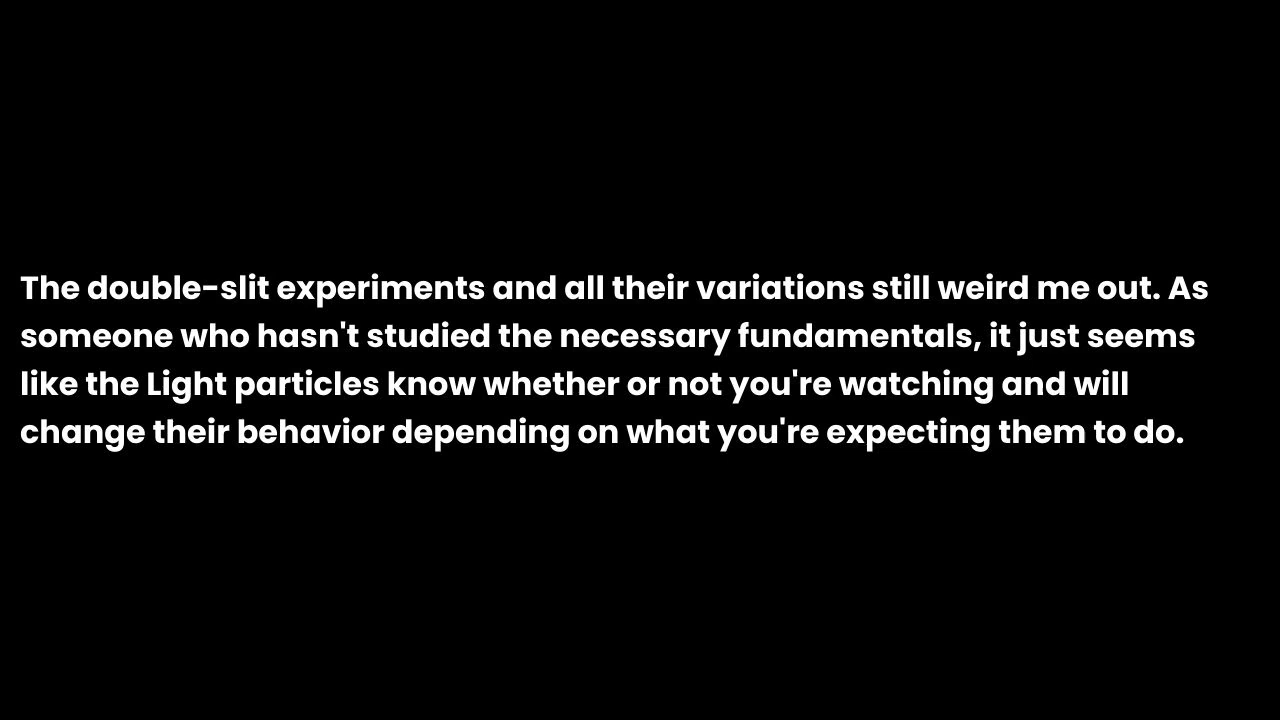 The double-slit experiments and all their variations still weird me out. As
someone who hasn't studied the necessary fundamentals, it just seems
like the Light particles know whether or not you're watching and will
change their behavior depending on what you're expecting them to do.